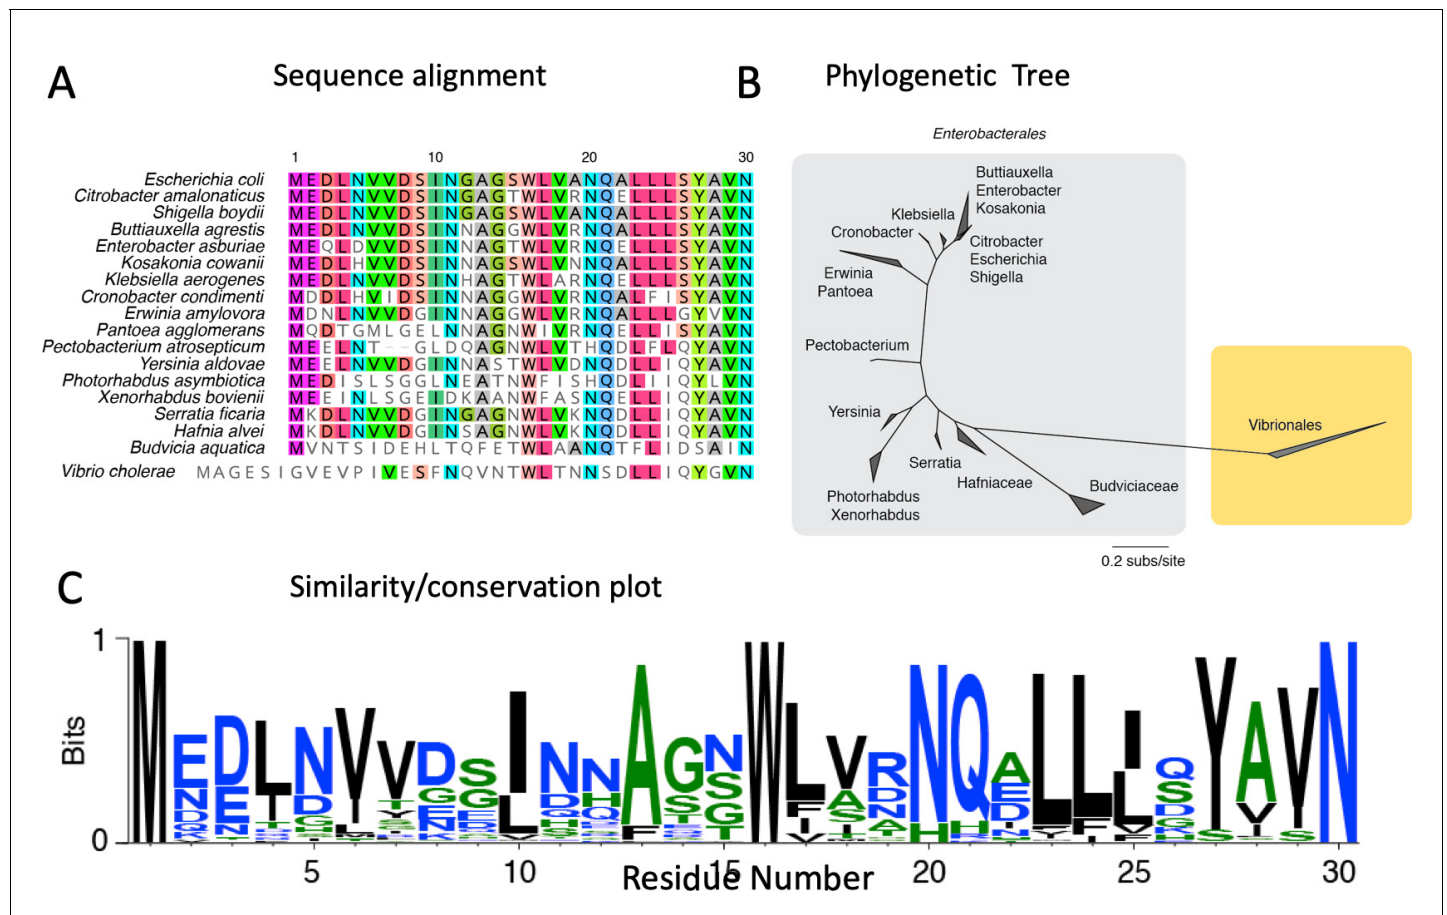 A Sequence alignment
1 10 20 30
Escherichia coli MEDLNVVDSINGAGSWLVANQALLLSYAVN
Citrobacter amalonaticus MEDLNVVDSINGAGTWLVRNQELLLSYAVN
Shigella boydii MEDLNVVDSINGAGSWLVANQALLLSYAVN
Buttiauxella agrestis MEDLNVVDSINNAGGWLVRNQALLLSYAVN
Enterobacter asburiae MEQLDVVDSINNAGTWLVRNQELLLSYAVN
Kosakonia cowanii MEDLHVVDSINNAGSWLVNNQALLLSYAVN
Klebsiella aerogenes MEDLNVVDSINHAGTWLARNQELLLSYAVN
Cronobacter condimenti MDDLHVIDSINNAGGWLVRNQALFISYAVN
Erwinia amylovora MDNLNVVDGINNAGGWLVRNQALLLGYVVN
Pantoea agglomerans MQDTGMLGELNNAGNWIVRNQELLISYAVN
Pectobacterium atrosepticum MEELNT--GLDQAGNWLVTHQDLFLQYAVN
Yersinia aldovae MEELNVVDGINNASTWLVDNQDLLIQYAVN
Photorhabdus asymbiotica MEDISLSGGLNEATNWFISHQDLIIQYLVN
Xenorhabdus bovienii MEEINLSGEIDKAANWFASNQELLIQYAVN
Serratia ficaria MKDLNVVDGINGAGNWLVKNQDLLIQYAVN
Hafnia alvei MKDLNVVDGINSAGNWLVKNQDLLIQYAVN
Budvicia aquatica MVNTSIDEHLTQFETWLAANQTFLIDSAIN
Vibrio cholerae MAGESIGVEVPIVESFNQVNTWLTNNSDLLIQYGVN
B Phylogenetic Tree
Enterobacterales
Buttiauxella
Enterobacter
Kosakonia
Klebsiella
Cronobacter
Citrobacter
Escherichia
Shigella
Erwinia
Pantoea
Pectobacterium
Yersinia
Serratia
Hafniaceae
Budviciaceae
Photorhabdus
Xenorhabdus
Vibrionales
0.2 subs/site
C Similarity/conservation plot
1
Bits
0
5 10 15 20 25 30
Residue Number